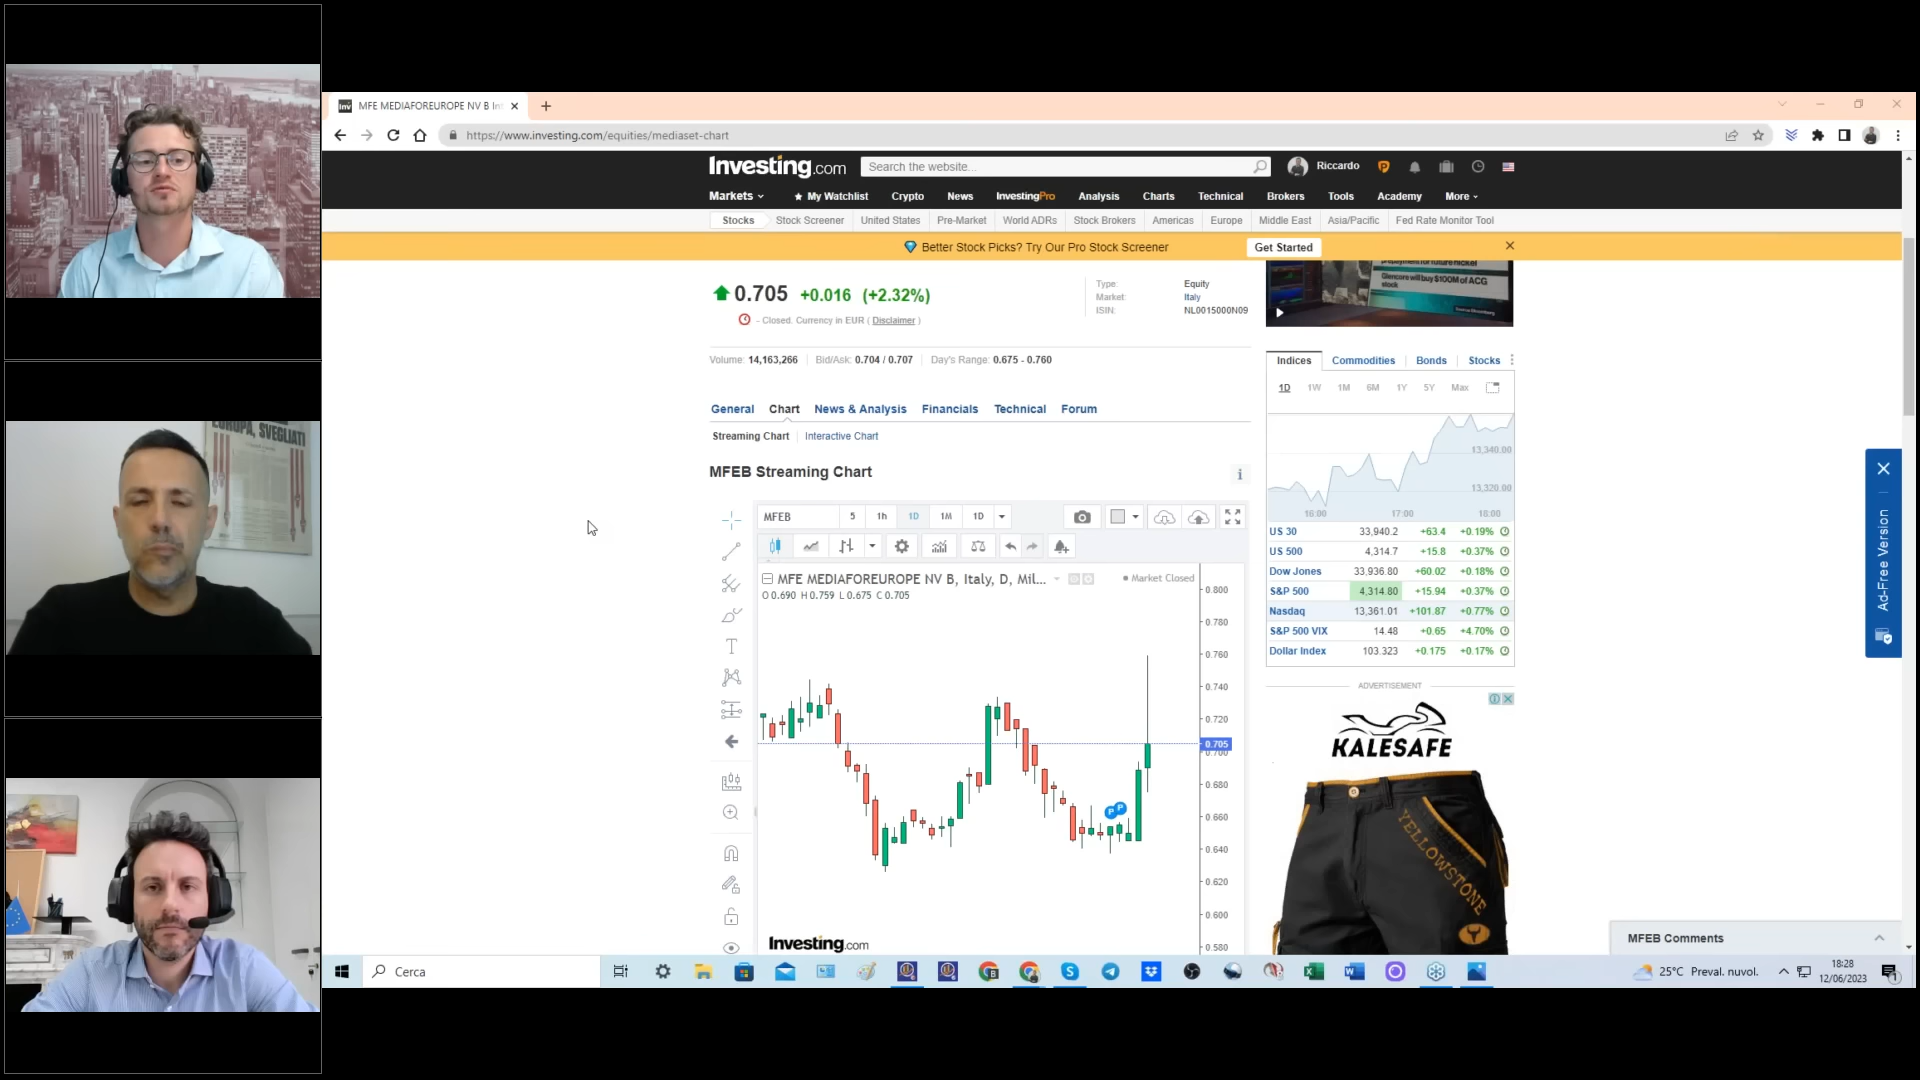 EUROPA, SVEGLIATI
MFE MEDIAFOREUROPE NV B In
https://www.investing.com/equities/mediaset-chart
Investing.com
Search the website...
Riccardo
Markets
My Watchlist
Crypto
News
InvestingPro
Analysis
Charts
Technical
Brokers
Tools
Academy
More
Stocks
Stock Screener
United States
Pre-Market
World ADRs
Stock Brokers
Americas
Europe
Middle East
Asia/Pacific
Fed Rate Monitor Tool
Better Stock Picks? Try Our Pro Stock Screener
Get Started
0.705 +0.016 (+2.32%)
- Closed. Currency in EUR ( Disclaimer )
Type: Equity
Market: Italy
ISIN: NL0015000N09
Glencore will buy $100M of ACG
stock
Volume: 14,163,266
Bid/Ask: 0.704 / 0.707
Day's Range: 0.675 - 0.760
General
Chart
News & Analysis
Financials
Technical
Forum
Streaming Chart
Interactive Chart
MFEB Streaming Chart
MFEB
5
1h
1D
1M
1D
MFE MEDIAFOREUROPE NV B, Italy, D, Mil...
Market Closed
O 0.690 H 0.759 L 0.675 C 0.705
0.800
0.780
0.760
0.740
0.720
0.705
0.700
0.680
0.660
0.640
0.620
0.600
0.580
P P
Investing.com
Indices
Commodities
Bonds
Stocks
1D
1W
1M
6M
1Y
5Y
Max
13,340.00
13,320.00
16:00
17:00
18:00
US 30 33,940.2 +63.4 +0.19%
US 500 4,314.7 +15.8 +0.37%
Dow Jones 33,936.80 +60.02 +0.18%
S&P 500 4,314.80 +15.94 +0.37%
Nasdaq 13,361.01 +101.87 +0.77%
S&P 500 VIX 14.48 +0.65 +4.70%
Dollar Index 103.323 +0.175 +0.17%
ADVERTISEMENT
KALESAFE
YELLOWSTONE
Ad-Free Version
MFEB Comments
Cerca
25°C Preval. nuvol.
18:28
12/06/2023
1